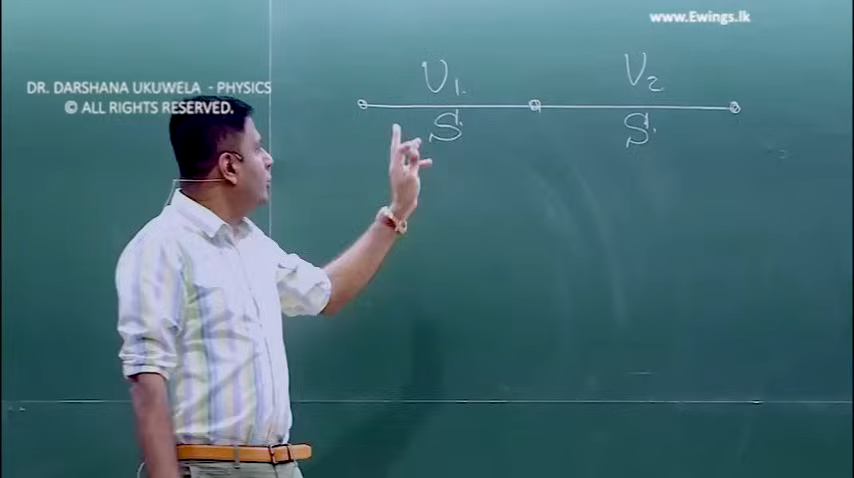 www.Ewings.lk
DR. DARSHANA UKUWELA - PHYSICS
© ALL RIGHTS RESERVED.
V₁ V₂
S S